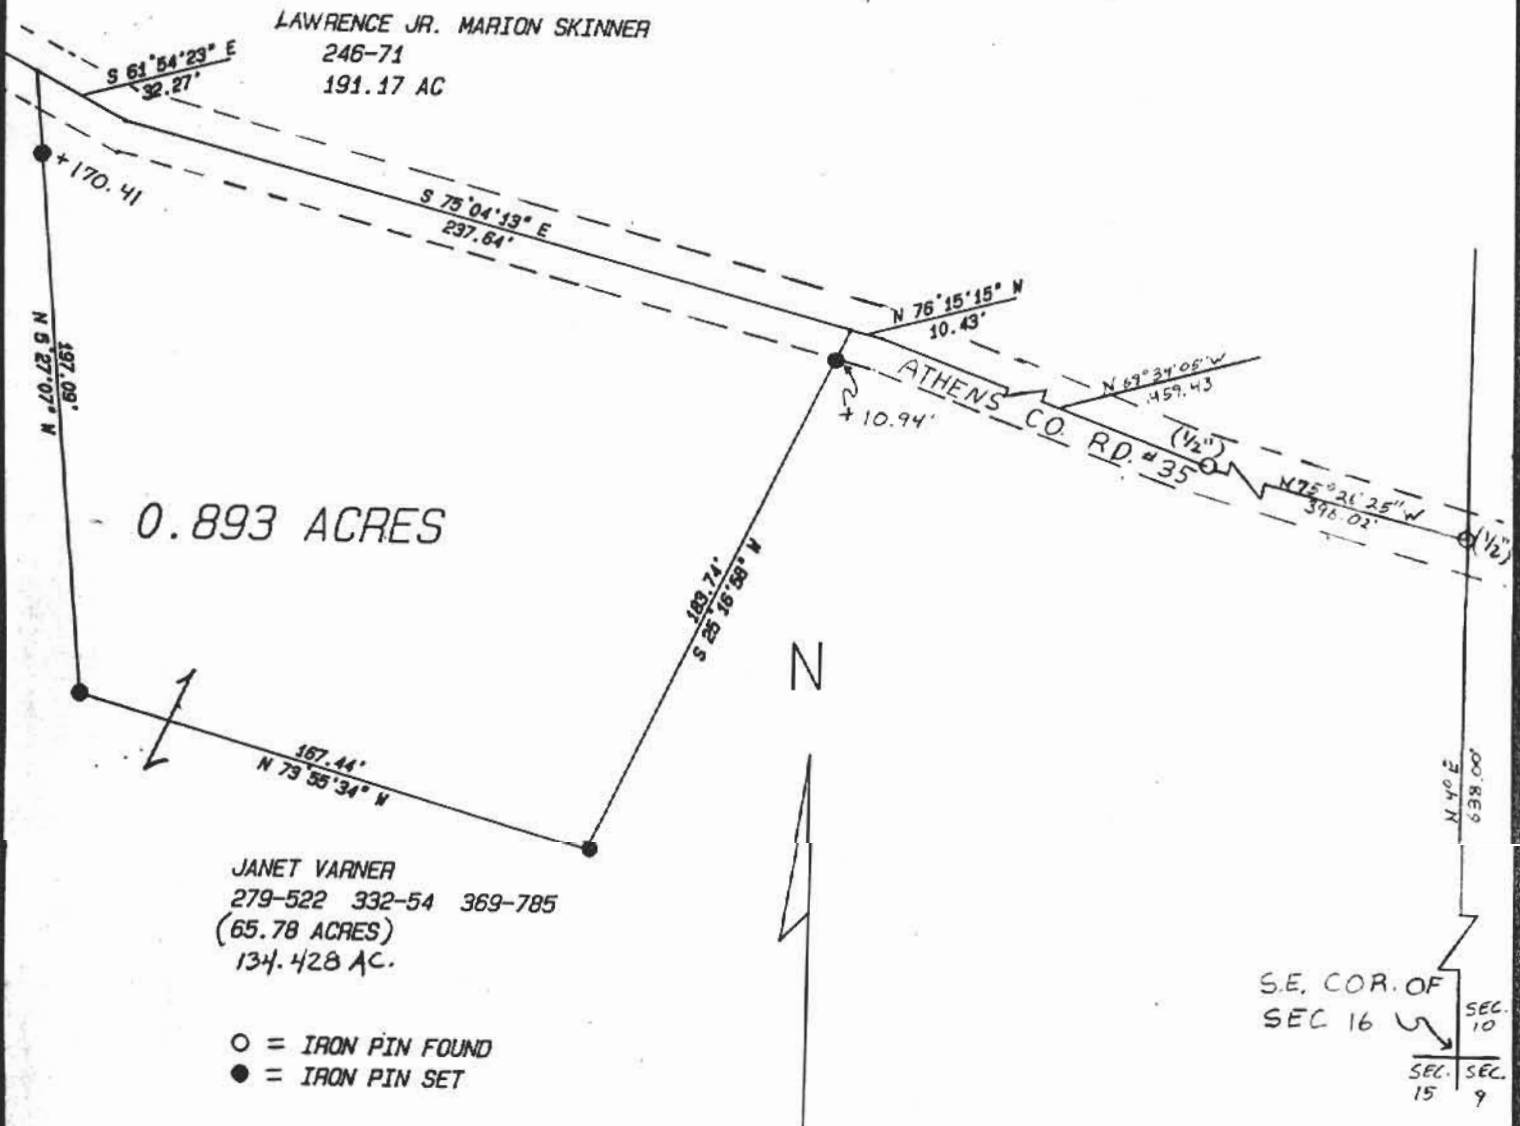 LAWRENCE JR. MARION SKINNER
246-71
191.17 AC
S 61°54'23" E
32.27'
+170.41
S 75°04'13" E
237.64'
N 76°15'15" W
10.43'
N 69°34'05" W
459.43
ATHENS CO. RD. #35
(1/2")
N 75°21'25" W
396.02'
(1/2")
+ 10.94'
197.09'
N 5°27'07" W
0.893 ACRES
183.74'
S 25°16'58" W
N
167.44'
N 73°55'34" W
N 4° E
638.00'
JANET VARNER
279-522 332-54 369-785
(65.78 ACRES)
134.428 AC.
S.E. COR. OF
SEC 16
SEC.
10
SEC.
15
SEC.
9
O = IRON PIN FOUND
● = IRON PIN SET